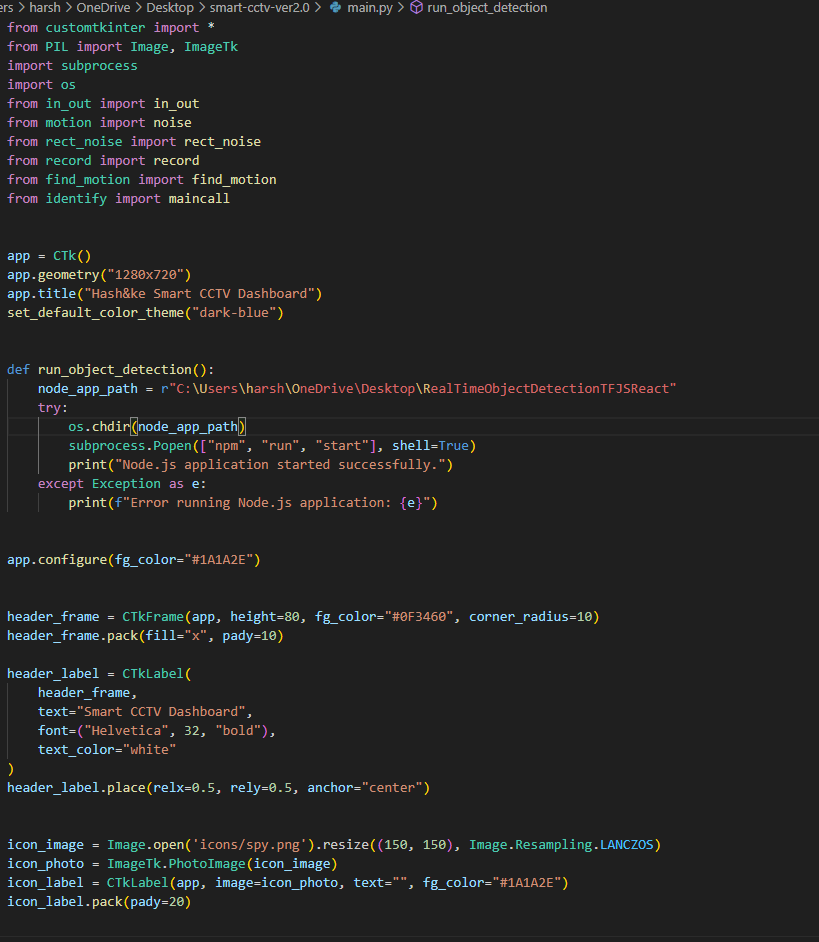 ers > harsh > OneDrive > Desktop > smart-cctv-ver2.0 > main.py > run_object_detection
from customtkinter import *
from PIL import Image, ImageTk
import subprocess
import os
from in_out import in_out
from motion import noise
from rect_noise import rect_noise
from record import record
from find_motion import find_motion
from identify import maincall
app = CTk()
app.geometry("1280x720")
app.title("Hash&ke Smart CCTV Dashboard")
set_default_color_theme("dark-blue")
def run_object_detection():
    node_app_path = r"C:\Users\harsh\OneDrive\Desktop\RealTimeObjectDetectionTFJSReact"
    try:
        os.chdir(node_app_path)
        subprocess.Popen(["npm", "run", "start"], shell=True)
        print("Node.js application started successfully.")
    except Exception as e:
        print(f"Error running Node.js application: {e}")
app.configure(fg_color="#1A1A2E")
header_frame = CTkFrame(app, height=80, fg_color="#0F3460", corner_radius=10)
header_frame.pack(fill="x", pady=10)
header_label = CTkLabel(
    header_frame,
    text="Smart CCTV Dashboard",
    font=("Helvetica", 32, "bold"),
    text_color="white"
)
header_label.place(relx=0.5, rely=0.5, anchor="center")
icon_image = Image.open('icons/spy.png').resize((150, 150), Image.Resampling.LANCZOS)
icon_photo = ImageTk.PhotoImage(icon_image)
icon_label = CTkLabel(app, image=icon_photo, text="", fg_color="#1A1A2E")
icon_label.pack(pady=20)